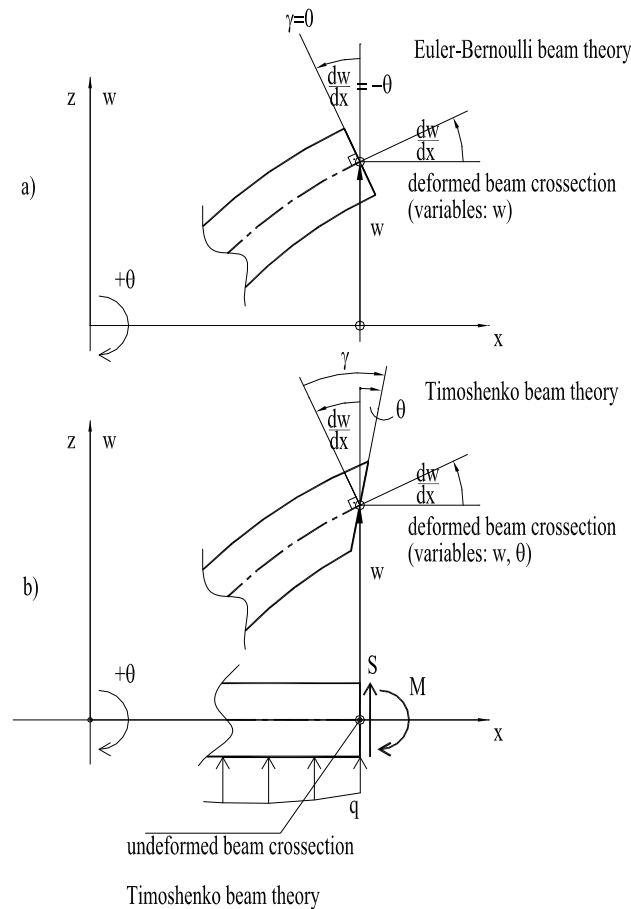 γ=0
Euler-Bernoulli beam theory
dw
dx
= –θ
z
w
dw
dx
a)
deformed beam crossection
(variables: w)
w
+θ
x
γ
Timoshenko beam theory
θ
dw
dx
z
w
dw
dx
deformed beam crossection
(variables: w, θ)
w
b)
S
M
+θ
x
q
undeformed beam crossection
Timoshenko beam theory